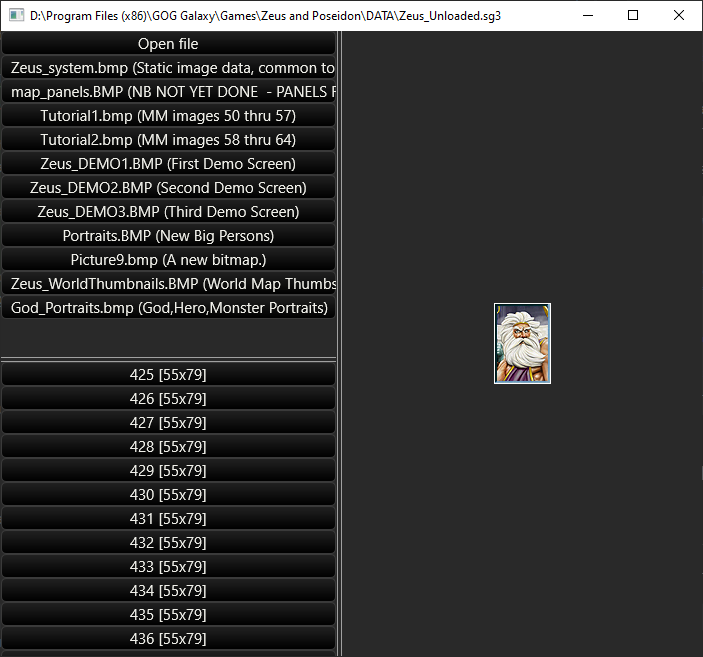 D:\Program Files (x86)\GOG Galaxy\Games\Zeus and Poseidon\DATA\Zeus_Unloaded.sg3
Open file
Zeus_system.bmp (Static image data, common to
map_panels.BMP (NB NOT YET DONE  - PANELS F
Tutorial1.bmp (MM images 50 thru 57)
Tutorial2.bmp (MM images 58 thru 64)
Zeus_DEMO1.BMP (First Demo Screen)
Zeus_DEMO2.BMP (Second Demo Screen)
Zeus_DEMO3.BMP (Third Demo Screen)
Portraits.BMP (New Big Persons)
Picture9.bmp (A new bitmap.)
Zeus_WorldThumbnails.BMP (World Map Thumbs
God_Portraits.bmp (God,Hero,Monster Portraits)
425 [55x79]
426 [55x79]
427 [55x79]
428 [55x79]
429 [55x79]
430 [55x79]
431 [55x79]
432 [55x79]
433 [55x79]
434 [55x79]
435 [55x79]
436 [55x79]